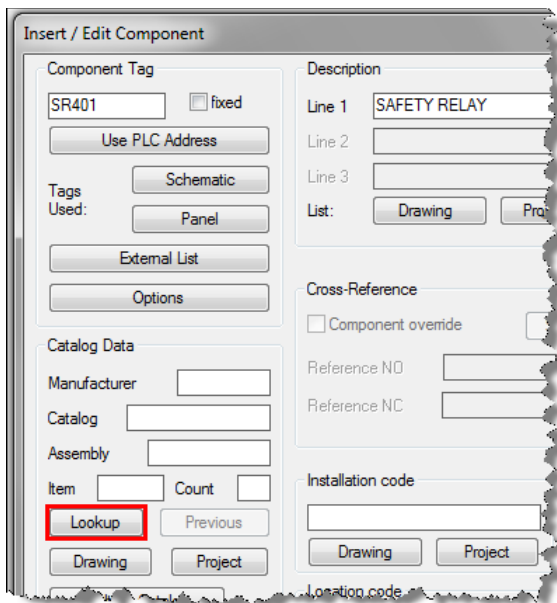 Insert / Edit Component
Component Tag
SR401
fixed
Use PLC Address
Tags Used:
Schematic
Panel
External List
Options
Catalog Data
Manufacturer
Catalog
Assembly
Item
Count
Lookup
Previous
Drawing
Project
Description
Line 1
SAFETY RELAY
Line 2
Line 3
List:
Drawing
Cross-Reference
Component override
Reference NO
Reference NC
Installation code
Drawing
Project
Location code